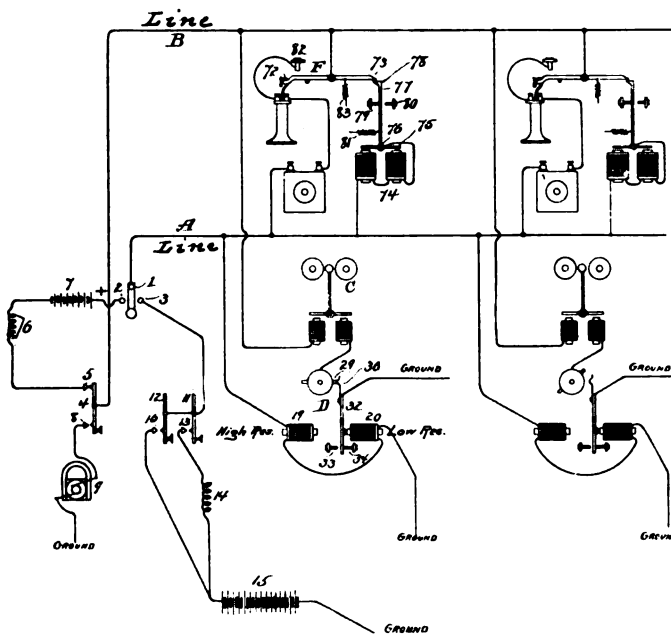 Line
B
82
72
F
73
78
77
79
80
83
81
76
75
74
A
Line
7
+
2
1
3
6
C
5
4
29
30
GROUND
GROUND
D
32
12
11
8
10
13
High Res.
19
20
Low Res.
33
34
9
14
GROUND
GROUND
GROUND
15
GROUND